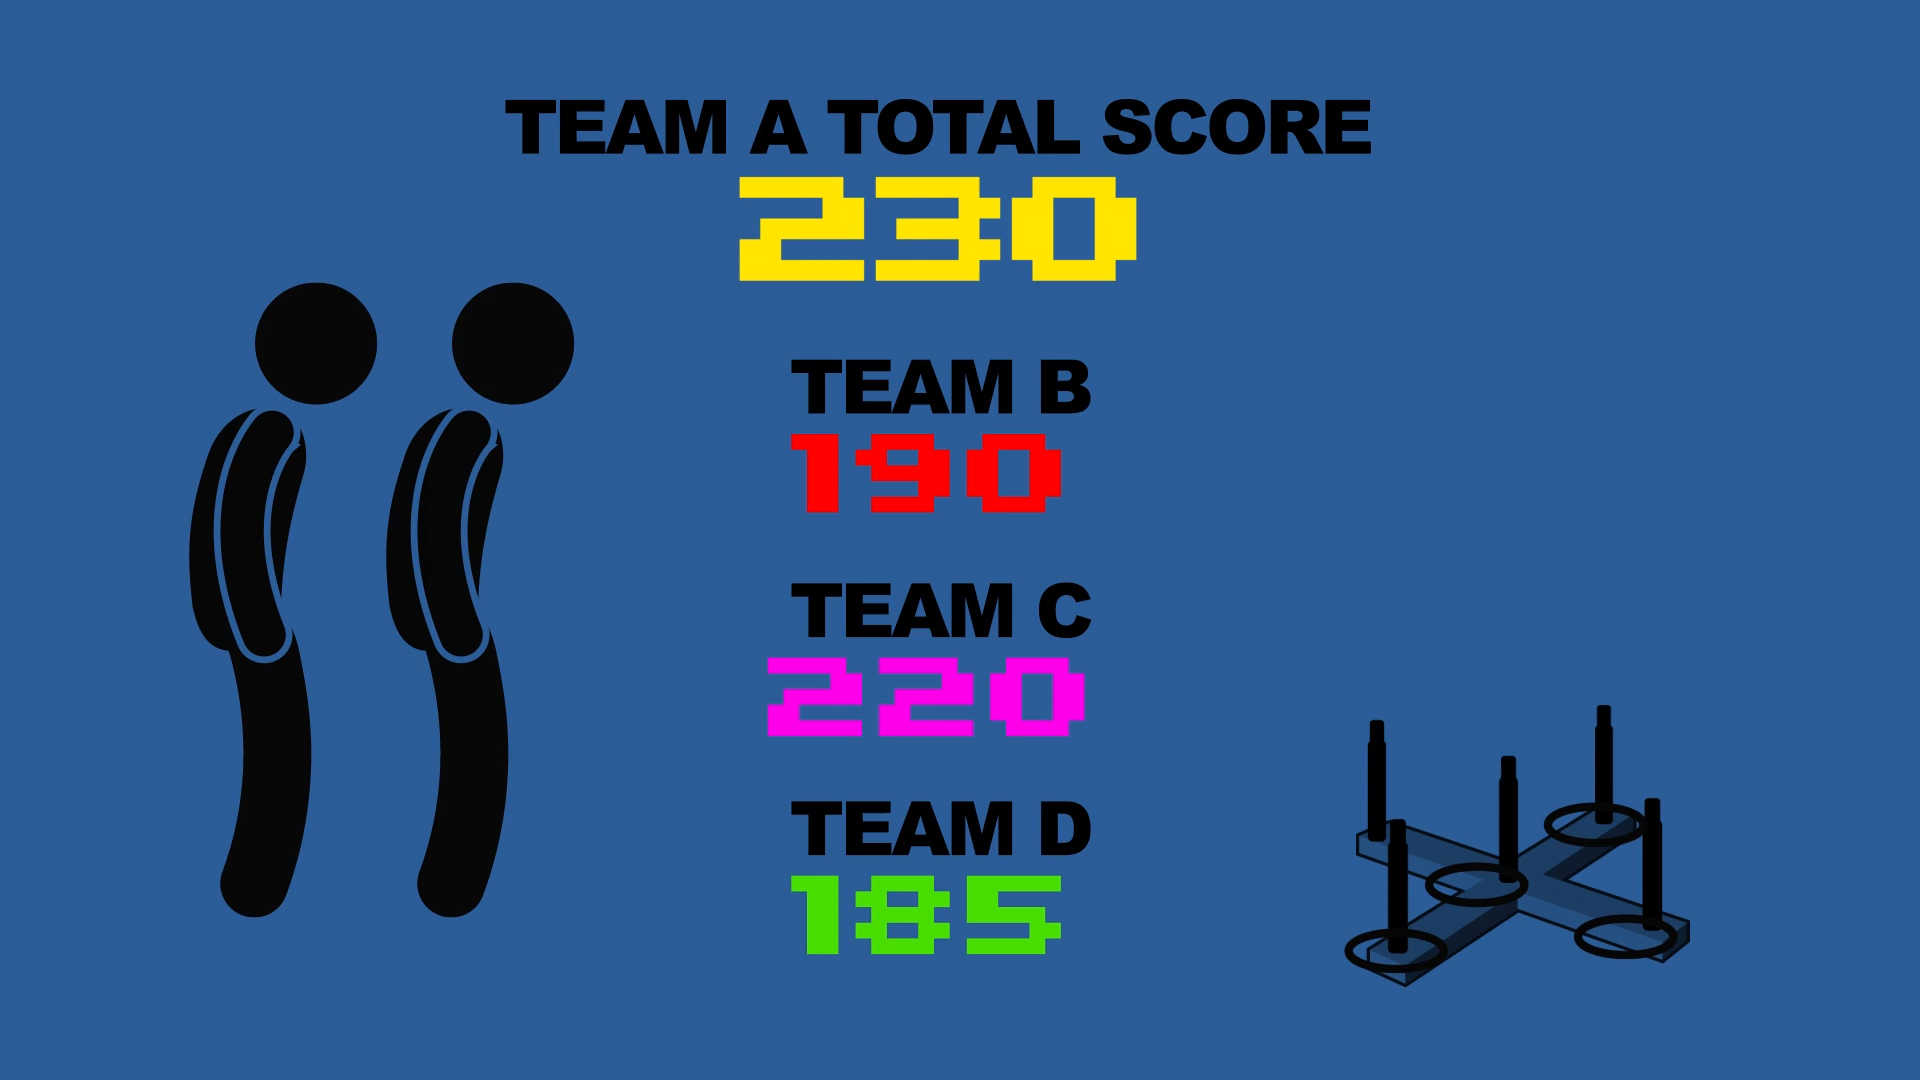 TEAM A TOTAL SCORE
230
TEAM B
190
TEAM C
220
TEAM D
185